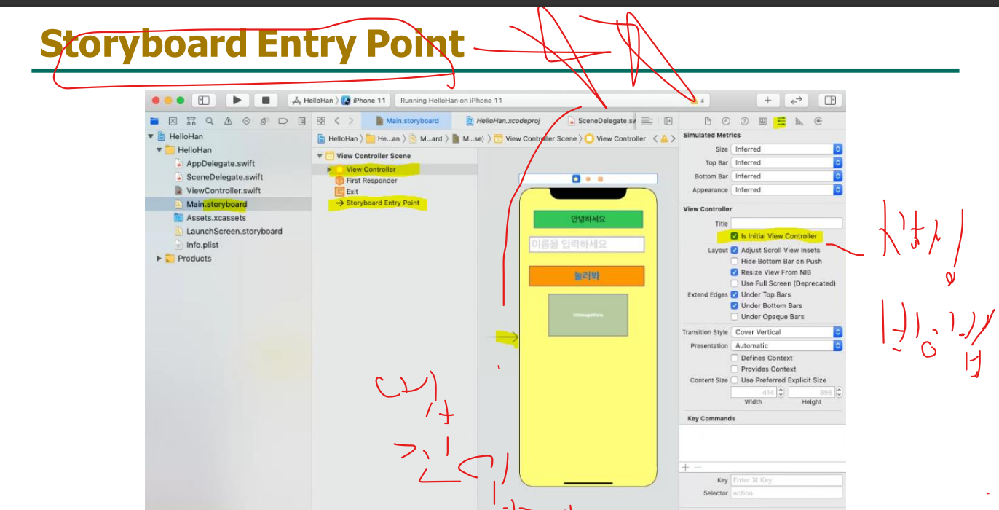 Storyboard Entry Point
HelloHan 〉 iPhone 11
Running HelloHan on iPhone 11
4
Main.storyboard
HelloHan.xcodeproj
SceneDelegate.sw
HelloHan
HelloHan
AppDelegate.swift
SceneDelegate.swift
ViewController.swift
Main.storyboard
Assets.xcassets
LaunchScreen.storyboard
Info.plist
Products
HelloHan 〉 He...an 〉 M...ard 〉 M...se) 〉 View Controller Scene 〉 View Controller
View Controller Scene
View Controller
First Responder
Exit
Storyboard Entry Point
안녕하세요
이름을 입력하세요
눌러봐
UIImageView
Simulated Metrics
Size Inferred
Top Bar Inferred
Bottom Bar Inferred
Appearance Inferred
View Controller
Title
Is Initial View Controller
Layout Adjust Scroll View Insets
Hide Bottom Bar on Push
Resize View From NIB
Use Full Screen (Deprecated)
Extend Edges Under Top Bars
Under Bottom Bars
Under Opaque Bars
Transition Style Cover Vertical
Presentation Automatic
Defines Context
Provides Context
Content Size Use Preferred Explicit Size
414 896
Width Height
Key Commands
Key Enter ⌘ Key
Selector action